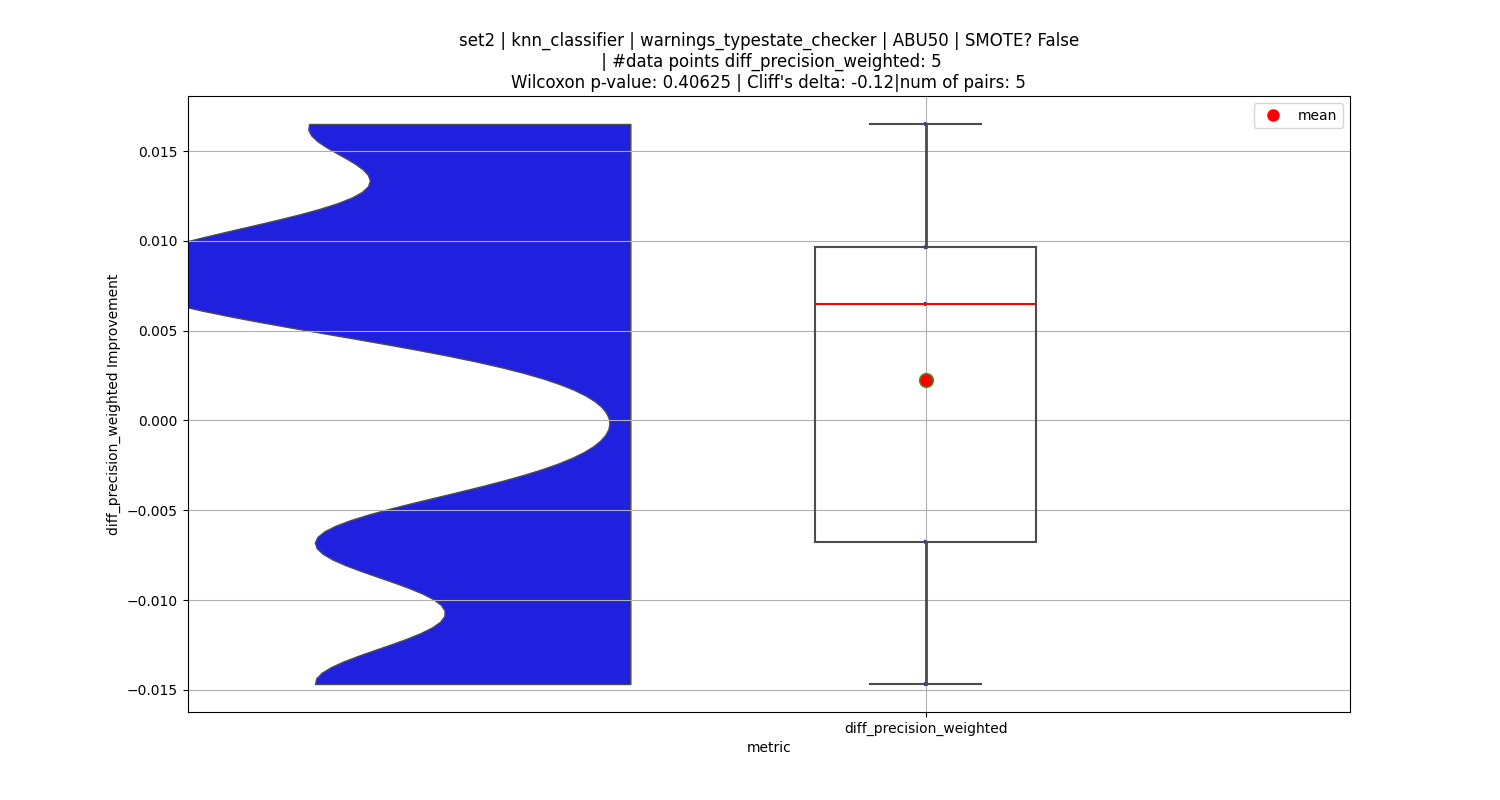 set2 | knn_classifier | warnings_typestate_checker | ABU50 | SMOTE? False
| #data points diff_precision_weighted: 5
Wilcoxon p-value: 0.40625 | Cliff's delta: -0.12|num of pairs: 5
mean
0.015
0.010
0.005
0.000
−0.005
−0.010
−0.015
diff_precision_weighted Improvement
diff_precision_weighted
metric